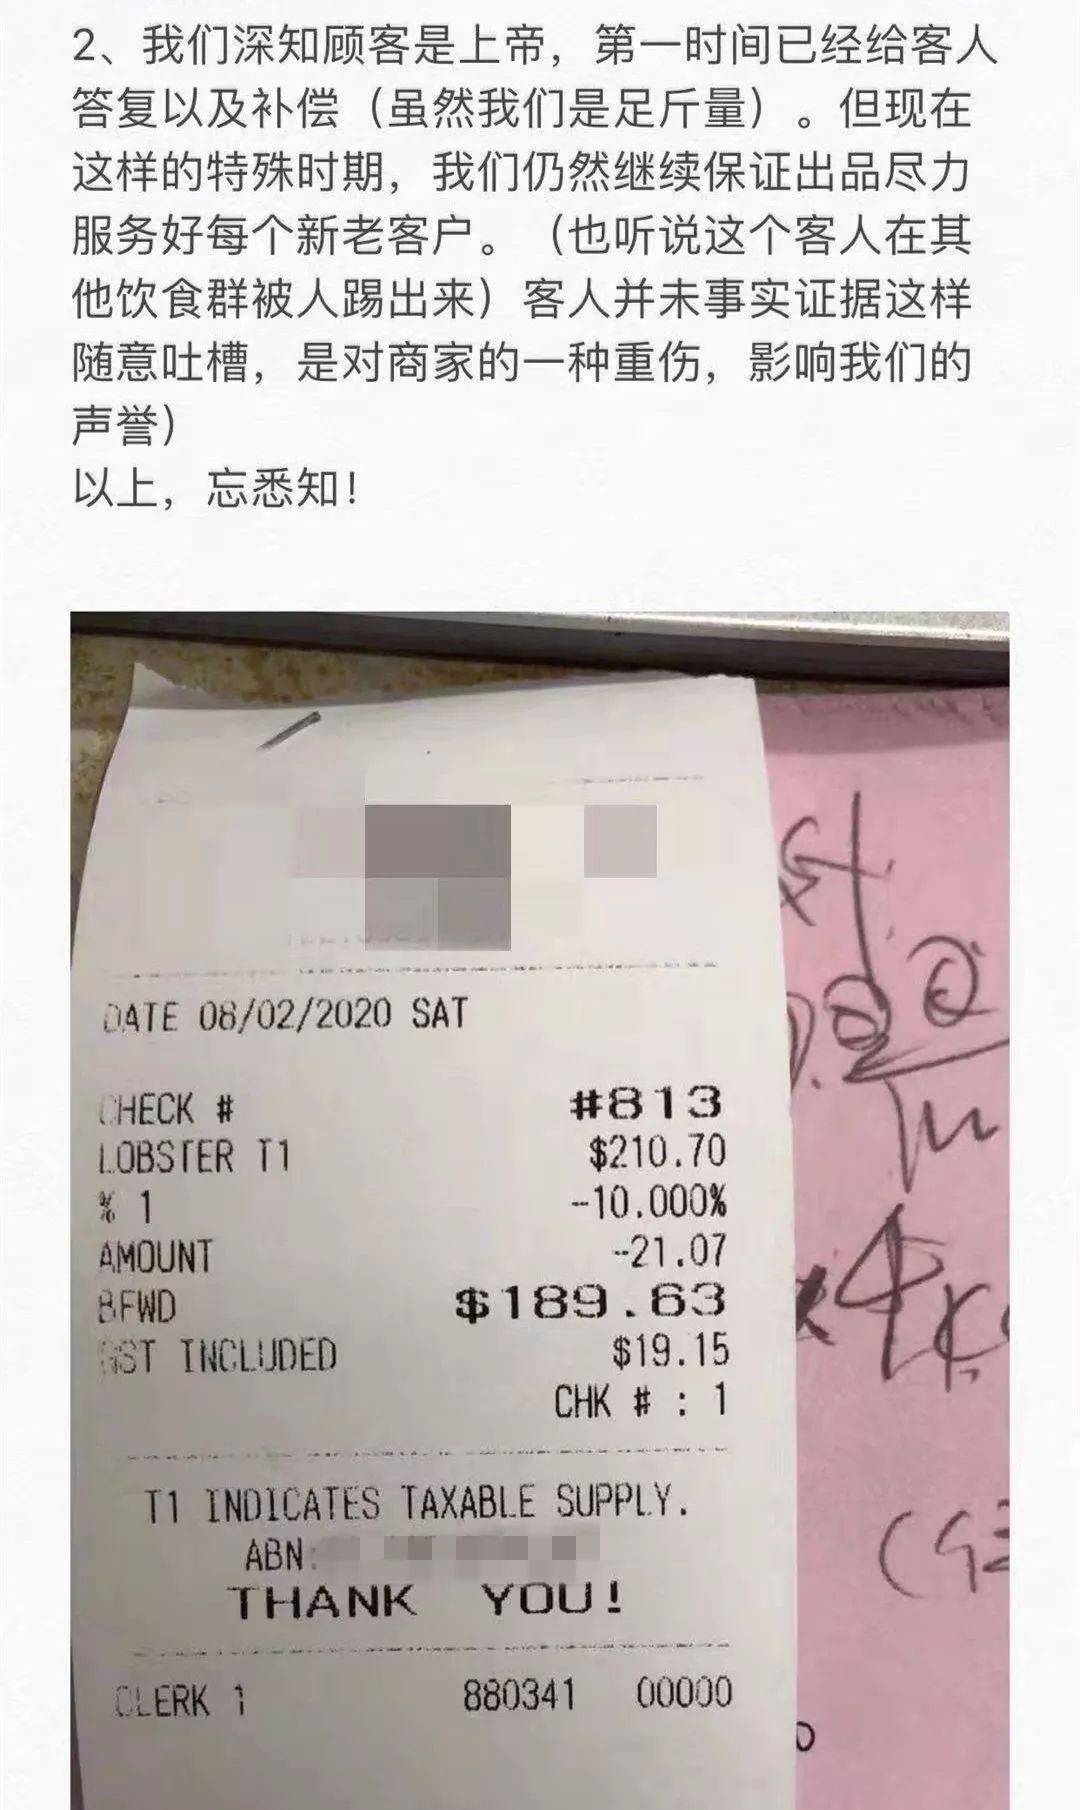 2、我们深知顾客是上帝，第一时间已经给客人
答复以及补偿（虽然我们是足斤量）。但现在
这样的特殊时期，我们仍然继续保证出品尽力
服务好每个新老客户。（也听说这个客人在其
他饮食群被人踢出来）客人并未事实证据这样
随意吐槽，是对商家的一种重伤，影响我们的
声誉）
以上，忘悉知！
DATE 08/02/2020 SAT
CHECK # #813
LOBSTER T1 $210.70
% 1 -10.000%
AMOUNT -21.07
BFWD $189.63
GST INCLUDED $19.15
CHK # : 1
T1 INDICATES TAXABLE SUPPLY.
ABN:
THANK YOU!
CLERK 1 880341 00000